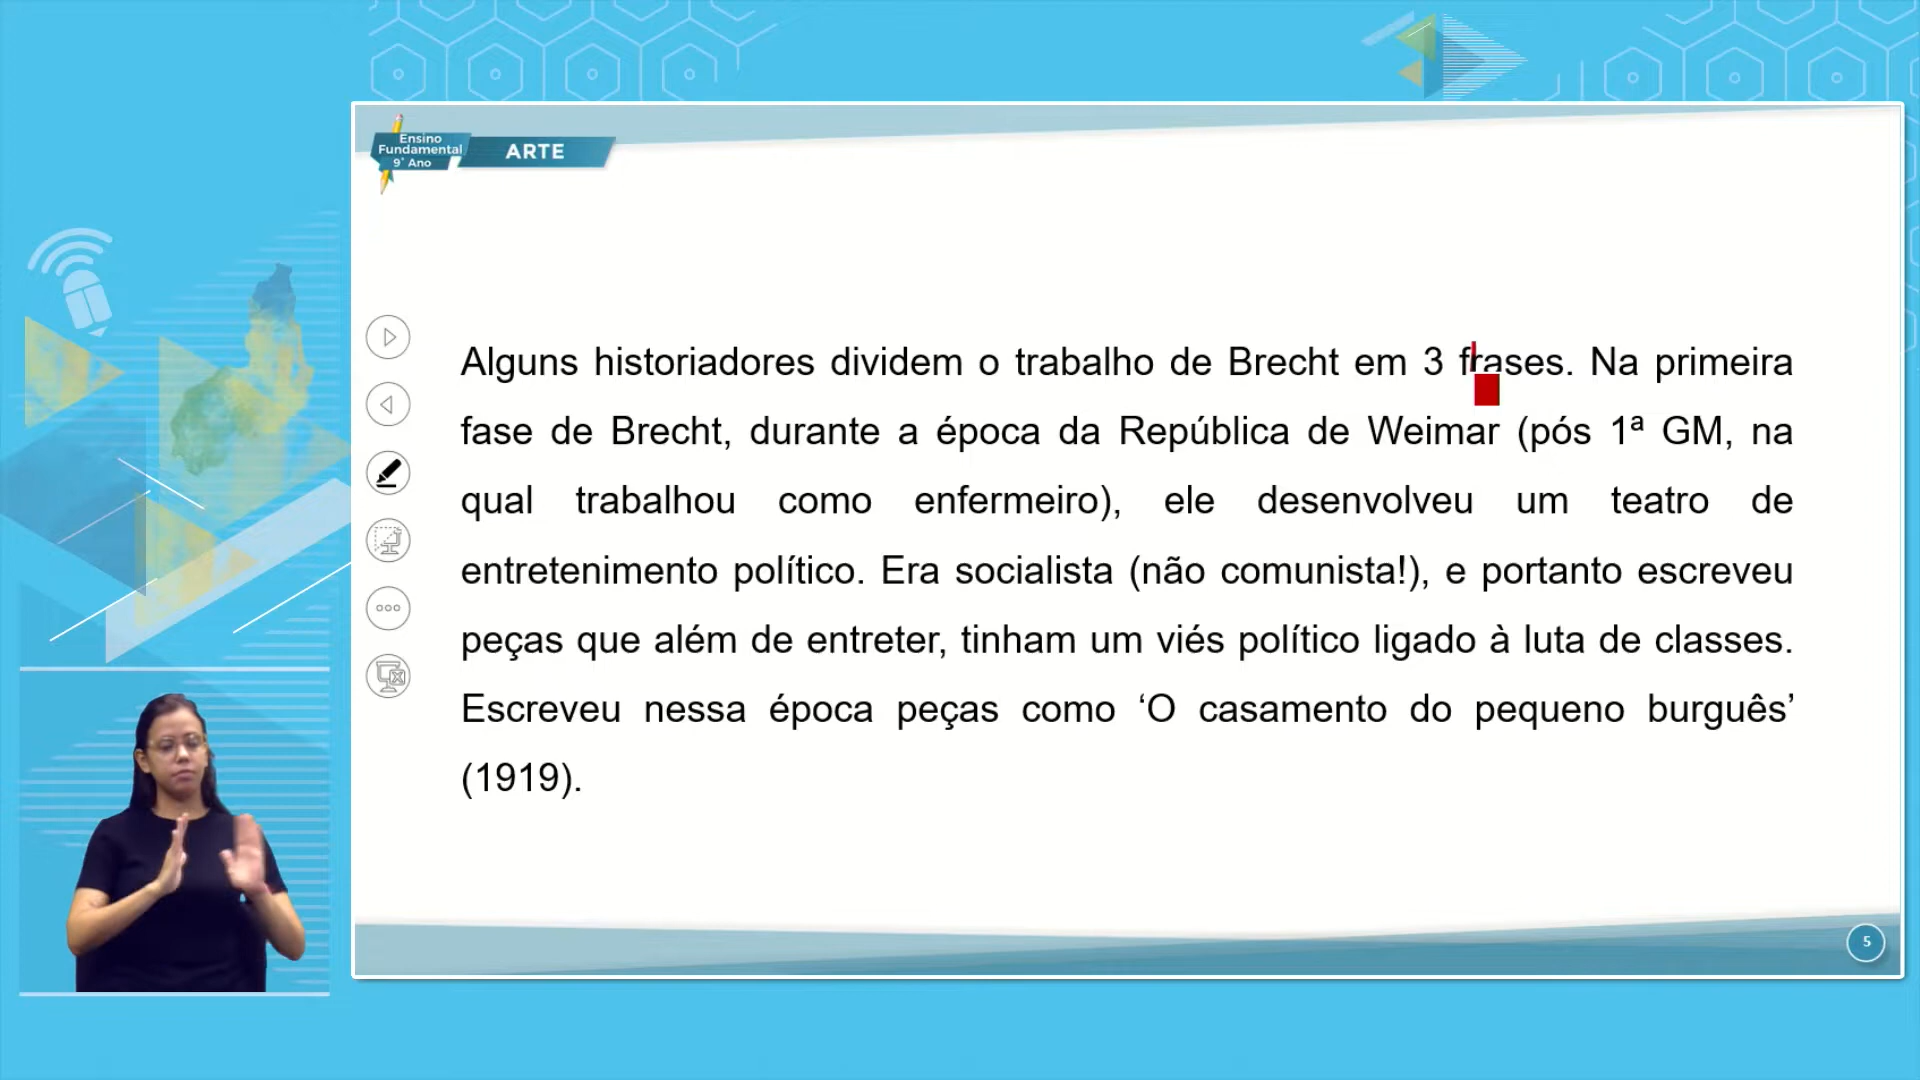 Ensino
Fundamental
9° Ano
ARTE
Alguns historiadores dividem o trabalho de Brecht em 3 frases. Na primeira
fase de Brecht, durante a época da República de Weimar (pós 1ª GM, na
qual trabalhou como enfermeiro), ele desenvolveu um teatro de
entretenimento político. Era socialista (não comunista!), e portanto escreveu
peças que além de entreter, tinham um viés político ligado à luta de classes.
Escreveu nessa época peças como ‘O casamento do pequeno burguês’
(1919).
5